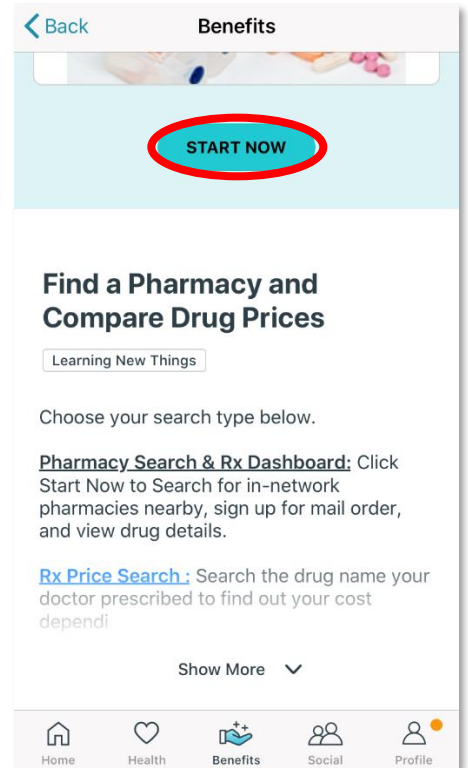 Back Benefits
START NOW
Find a Pharmacy and
Compare Drug Prices
Learning New Things
Choose your search type below.
Pharmacy Search & Rx Dashboard: Click
Start Now to Search for in-network
pharmacies nearby, sign up for mail order,
and view drug details.
Rx Price Search : Search the drug name your
doctor prescribed to find out your cost
dependi
Show More
Home Health Benefits Social Profile